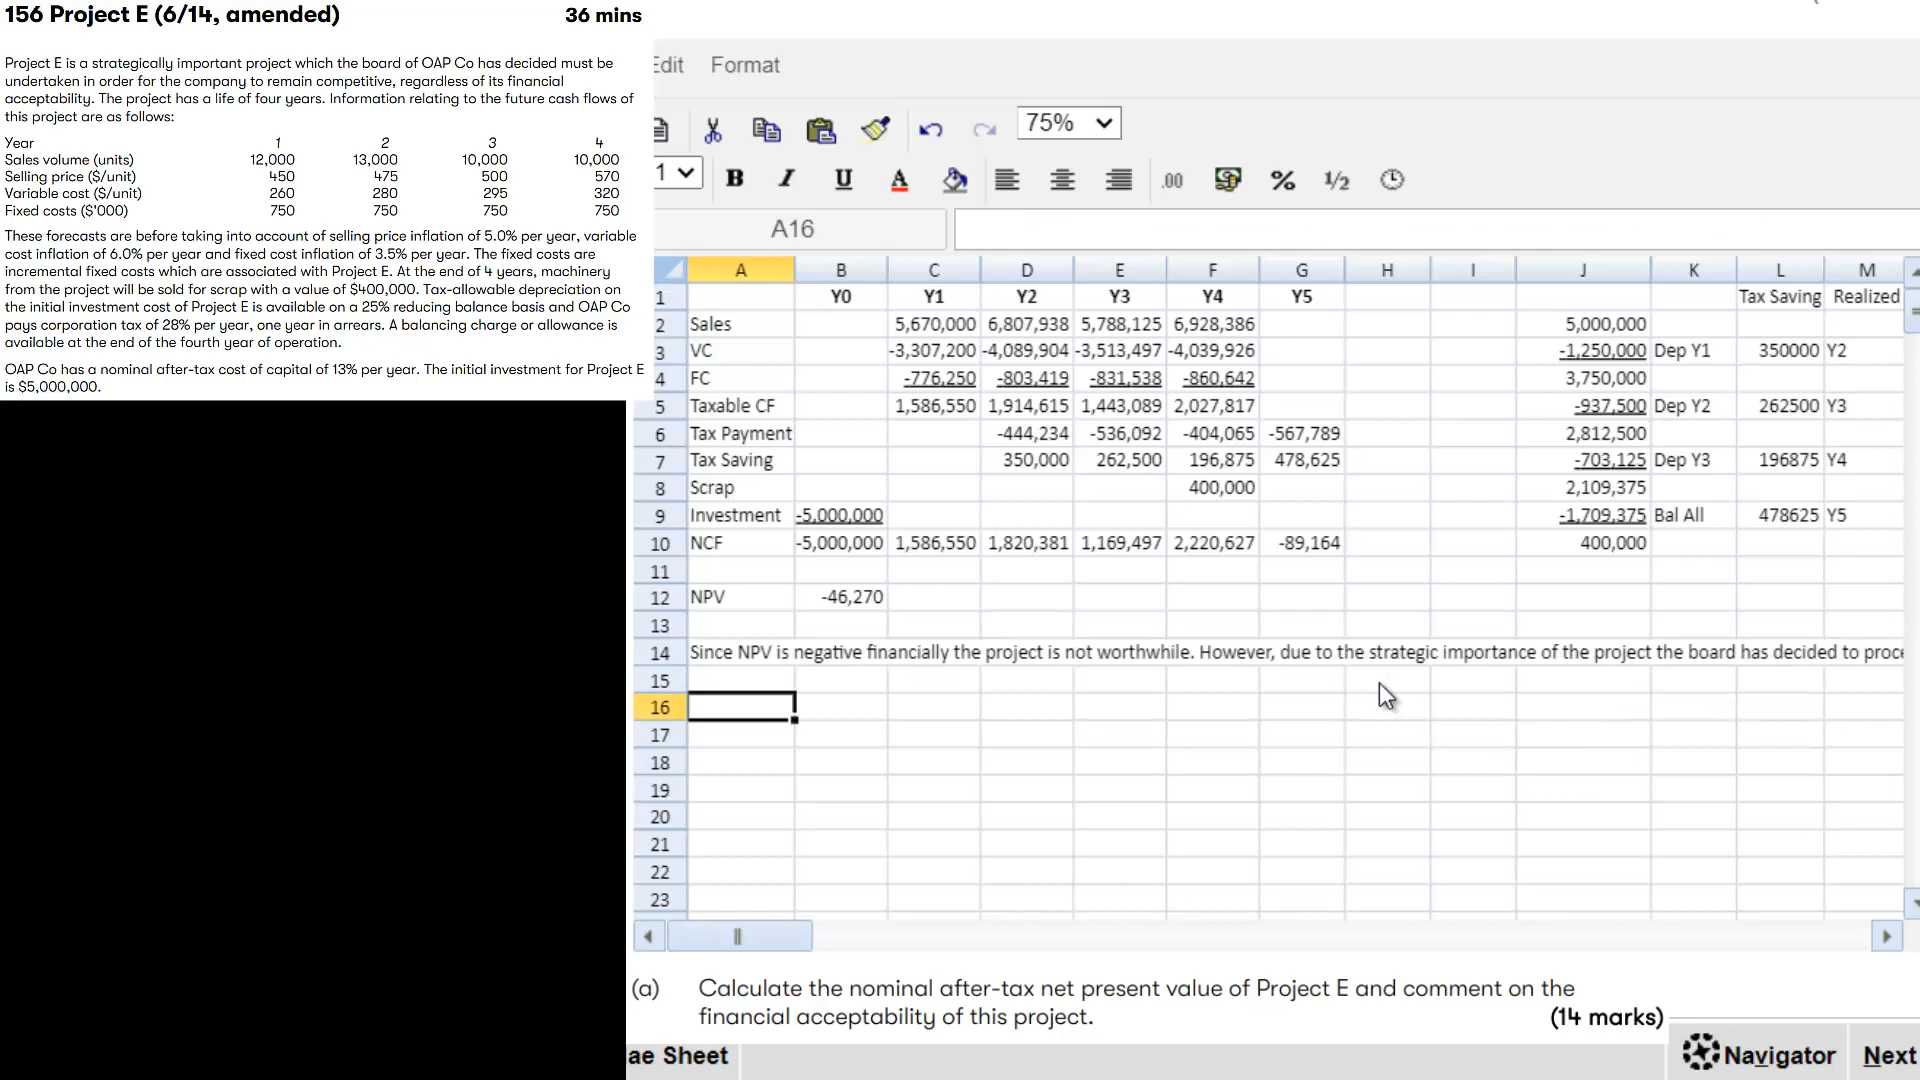 156 Project E (6/14, amended) 36 mins
Project E is a strategically important project which the board of OAP Co has decided must be
undertaken in order for the company to remain competitive, regardless of its financial
acceptability. The project has a life of four years. Information relating to the future cash flows of
this project are as follows:
Year 1 2 3 4
Sales volume (units) 12,000 13,000 10,000 10,000
Selling price ($/unit) 450 475 500 570
Variable cost ($/unit) 260 280 295 320
Fixed costs ($'000) 750 750 750 750
These forecasts are before taking into account of selling price inflation of 5.0% per year, variable
cost inflation of 6.0% per year and fixed cost inflation of 3.5% per year. The fixed costs are
incremental fixed costs which are associated with Project E. At the end of 4 years, machinery
from the project will be sold for scrap with a value of $400,000. Tax-allowable depreciation on
the initial investment cost of Project E is available on a 25% reducing balance basis and OAP Co
pays corporation tax of 28% per year, one year in arrears. A balancing charge or allowance is
available at the end of the fourth year of operation.
OAP Co has a nominal after-tax cost of capital of 13% per year. The initial investment for Project E
is $5,000,000.
Edit Format
75%
1 B I U A .00 % 1/2
A16
A B C D E F G H I J K L M
1 Y0 Y1 Y2 Y3 Y4 Y5 Tax Saving Realized
2 Sales 5,670,000 6,807,938 5,788,125 6,928,386 5,000,000
3 VC -3,307,200 -4,089,904 -3,513,497 -4,039,926 -1,250,000 Dep Y1 350000 Y2
4 FC -776,250 -803,419 -831,538 -860,642 3,750,000
5 Taxable CF 1,586,550 1,914,615 1,443,089 2,027,817 -937,500 Dep Y2 262500 Y3
6 Tax Payment -444,234 -536,092 -404,065 -567,789 2,812,500
7 Tax Saving 350,000 262,500 196,875 478,625 -703,125 Dep Y3 196875 Y4
8 Scrap 400,000 2,109,375
9 Investment -5,000,000 -1,709,375 Bal All 478625 Y5
10 NCF -5,000,000 1,586,550 1,820,381 1,169,497 2,220,627 -89,164 400,000
11
12 NPV -46,270
13
14 Since NPV is negative financially the project is not worthwhile. However, due to the strategic importance of the project the board has decided to proce
15
16
17
18
19
20
21
22
23
(a) Calculate the nominal after-tax net present value of Project E and comment on the
financial acceptability of this project. (14 marks)
ae Sheet Navigator Next